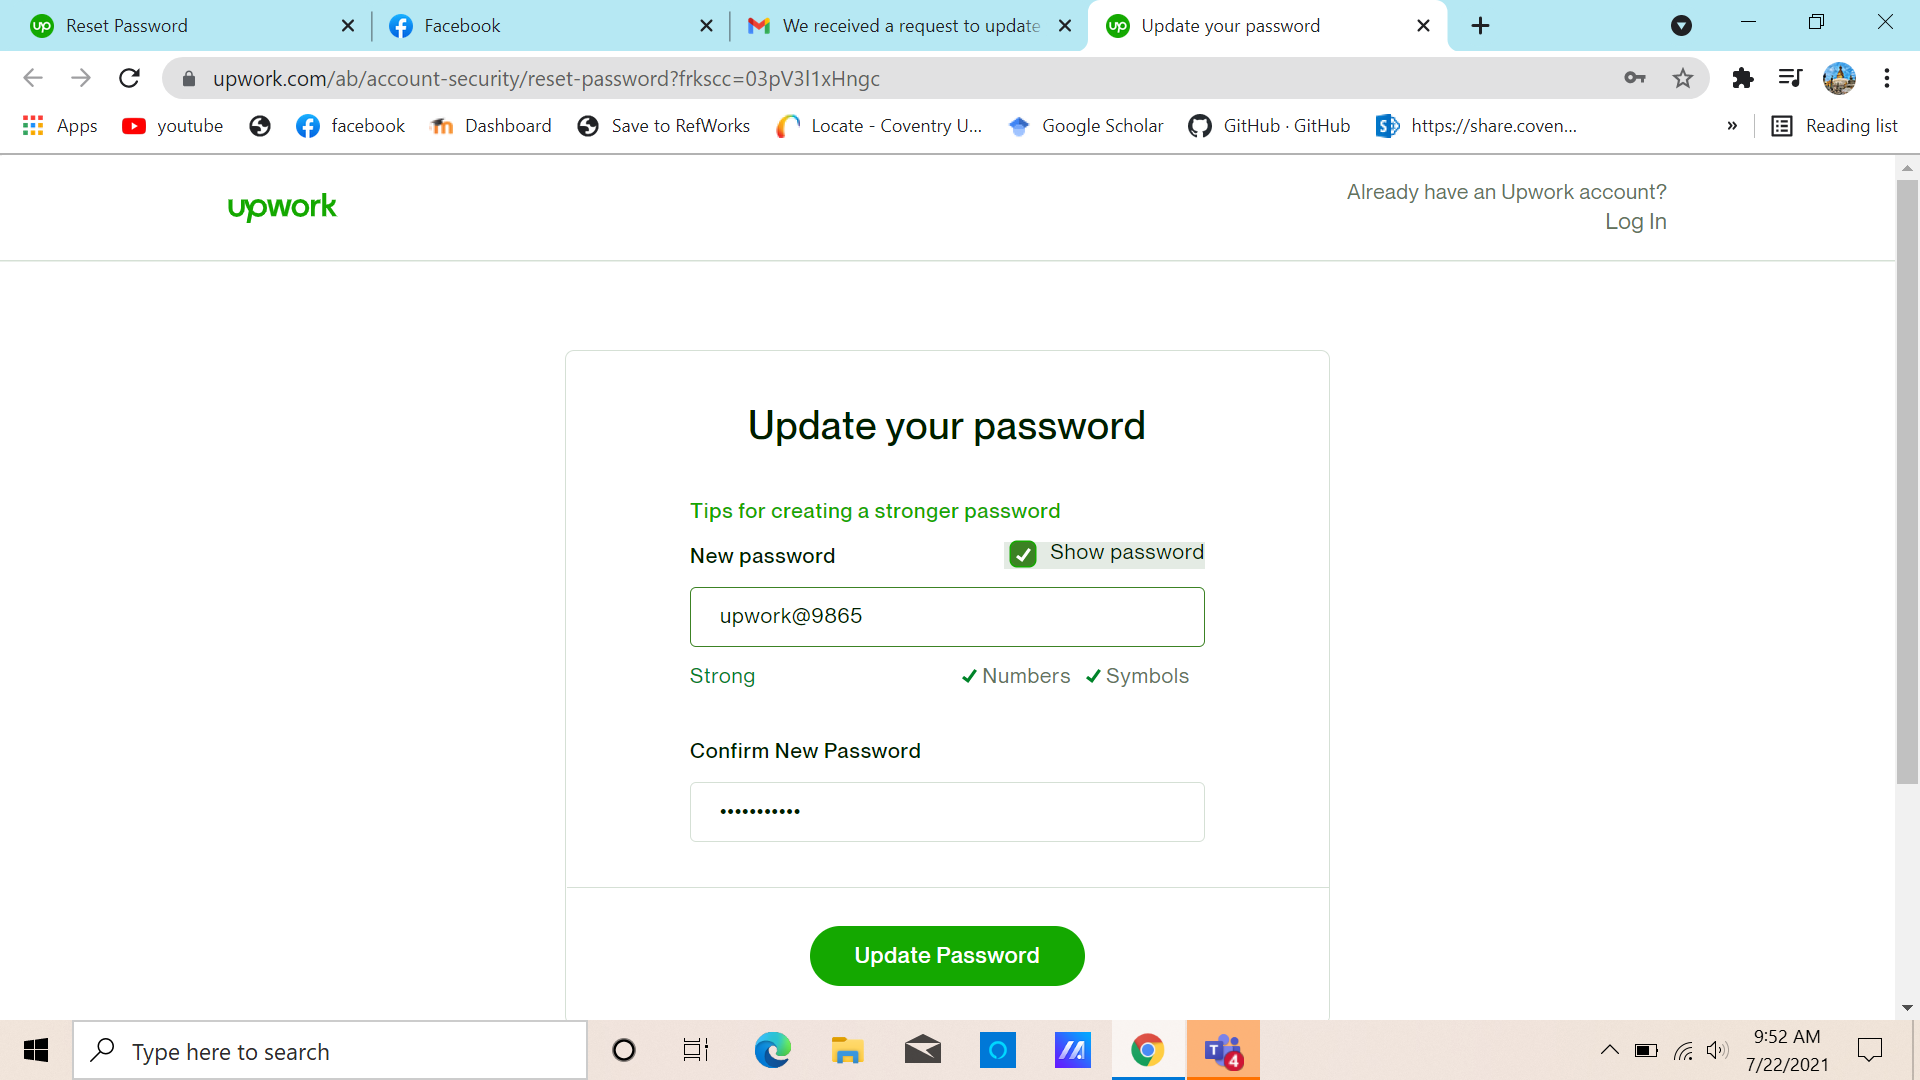 Reset Password
Facebook
We received a request to update
Update your password
upwork.com/ab/account-security/reset-password?frkscc=03pV3l1xHngc
Apps
youtube
facebook
Dashboard
Save to RefWorks
Locate - Coventry U...
Google Scholar
GitHub · GitHub
https://share.coven...
»
Reading list
upwork
Already have an Upwork account?
Log In
Update your password
Tips for creating a stronger password
New password
Show password
upwork@9865
Strong
Numbers
Symbols
Confirm New Password
•••••••••••
Update Password
Type here to search
T
4
9:52 AM
7/22/2021